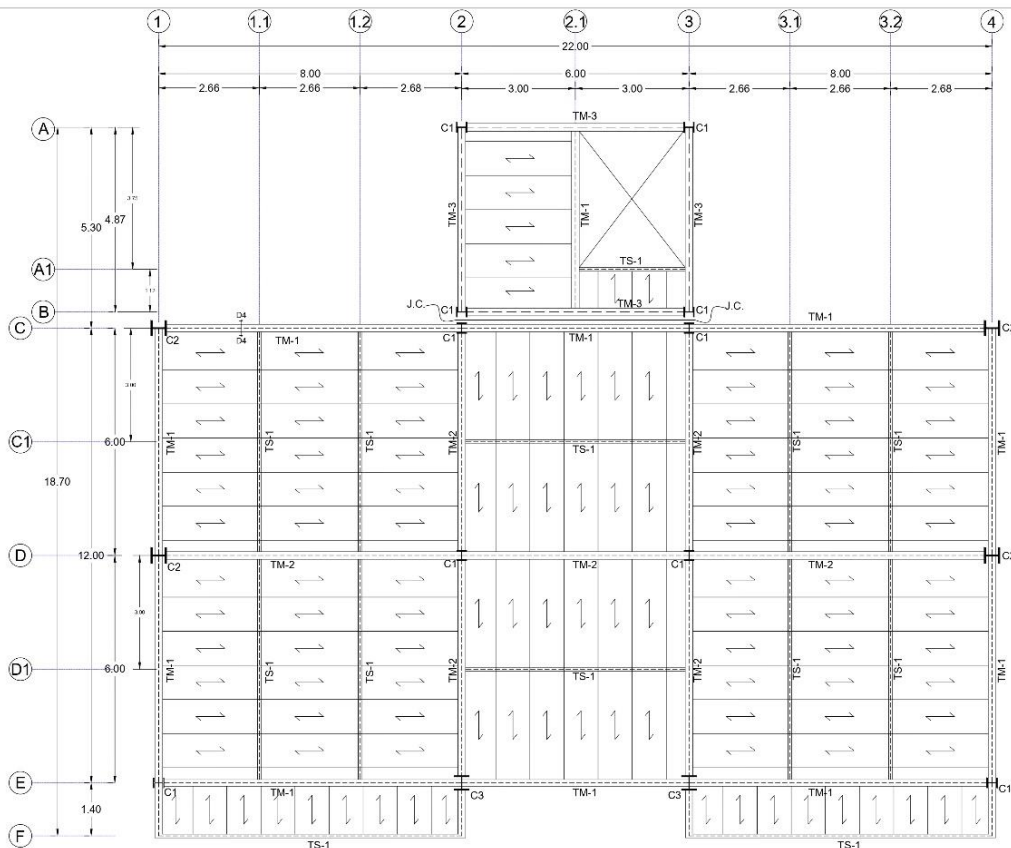 1 1.1 1.2 2 2.1 3 3.1 3.2 4
22.00
8.00 6.00 8.00
2.66 2.66 2.68 3.00 3.00 2.66 2.66 2.68
TM-3
A C1 C1
5.30 4.87
TM-3 TM-1 TM-3
A1 TS-1
B J.C. C1 TM-3 C1 J.C.
C D4 TM-1
C2 D4 TM-1 C1 TM-1 C1 C2
3.00
C1 6.00 TM-1 TS-1 TS-1 TM-2 TS-1 TM-2 TS-1 TS-1 TM-1
18.70
D 12.00
C2 TM-2 C1 TM-2 C1 TM-2 C2
3.00
D1 6.00 TM-1 TS-1 TS-1 TM-2 TS-1 TM-2 TS-1 TS-1 TM-1
E
C1 TM-1 C3 TM-1 C3 TM-1 C1
1.40
F
TS-1 TS-1